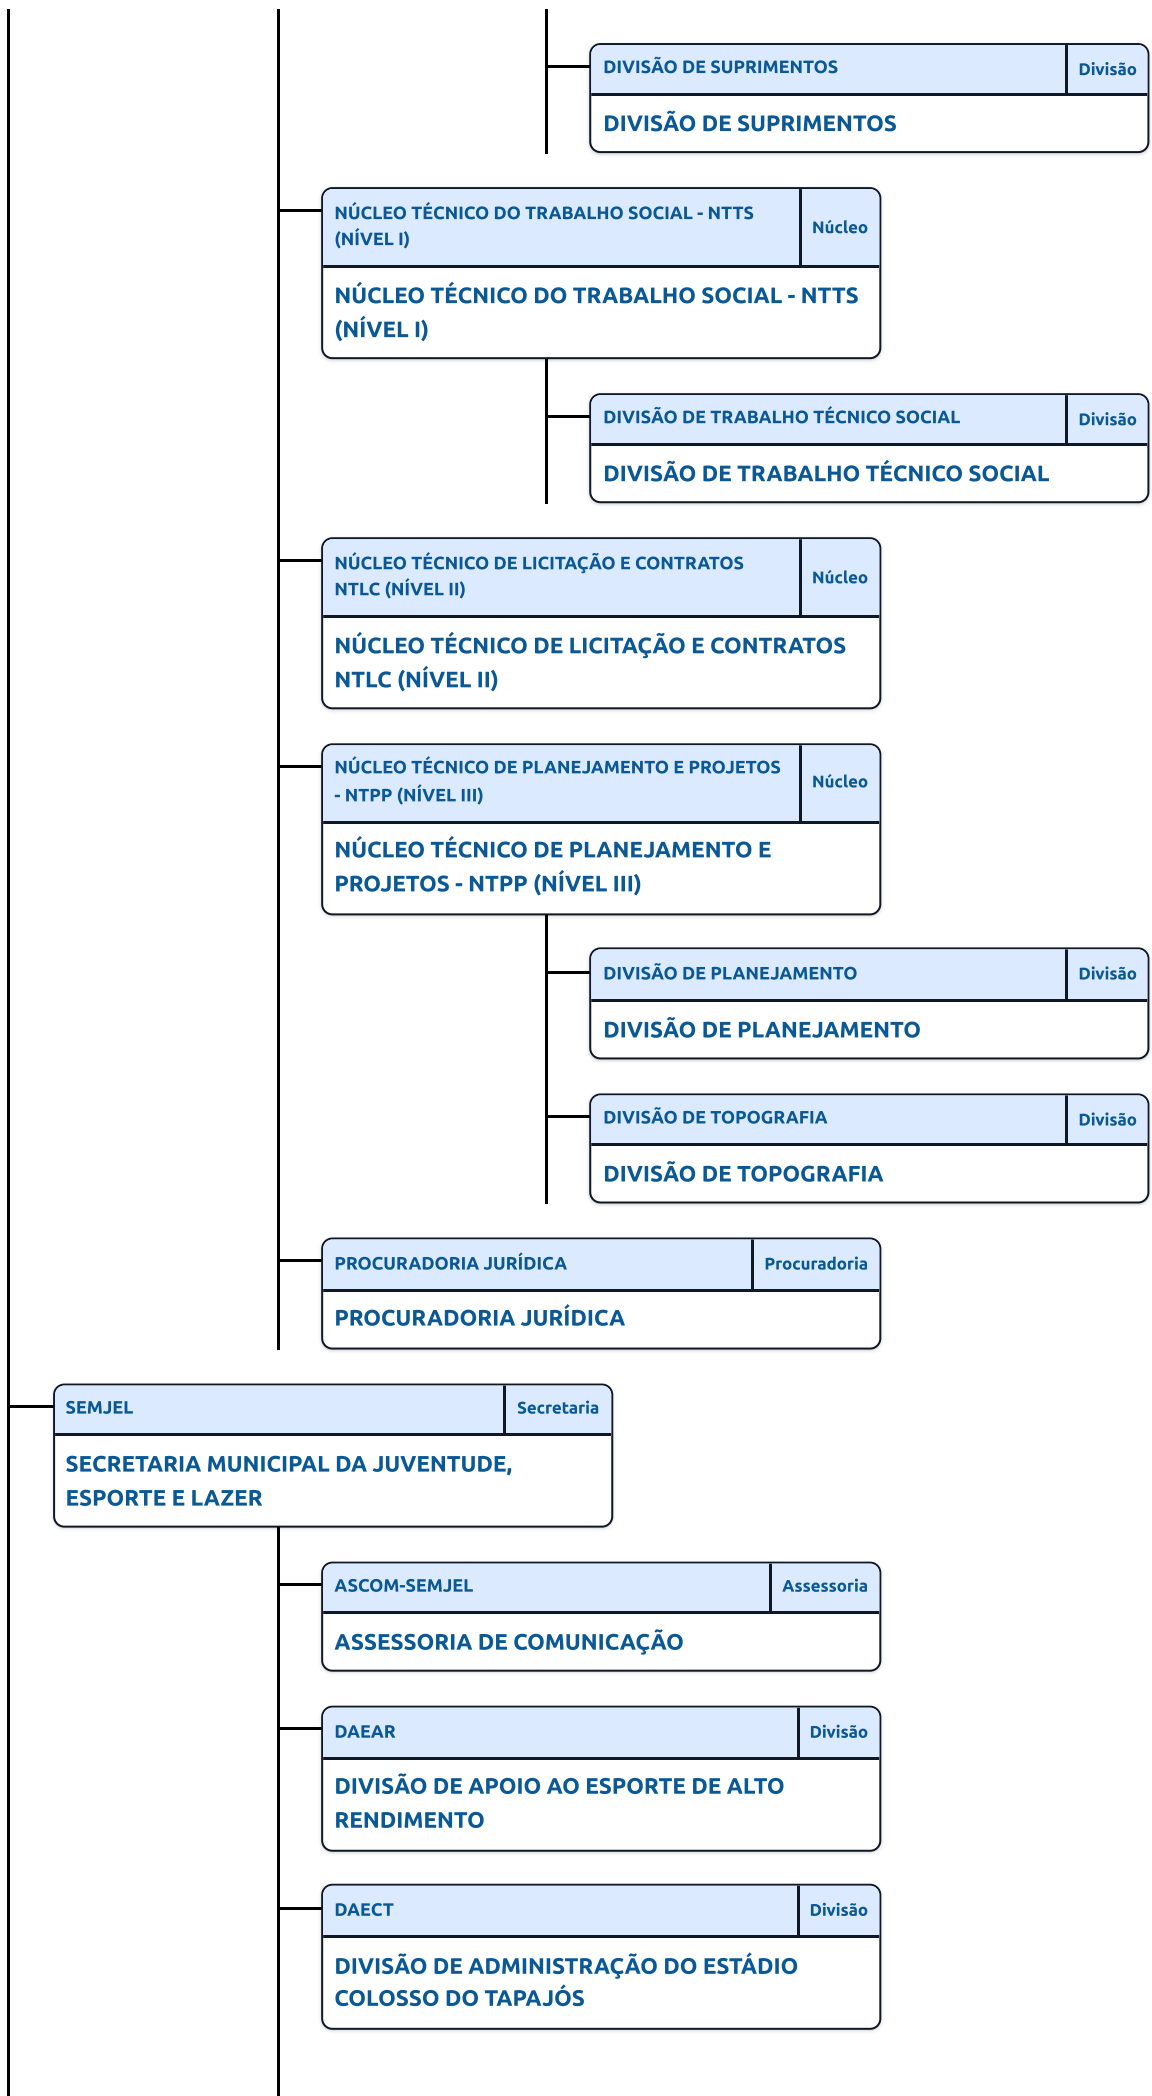 DIVISÃO DE SUPRIMENTOS
Divisão
DIVISÃO DE SUPRIMENTOS
NÚCLEO TÉCNICO DO TRABALHO SOCIAL - NTTS
(NÍVEL I)
Núcleo
NÚCLEO TÉCNICO DO TRABALHO SOCIAL - NTTS
(NÍVEL I)
DIVISÃO DE TRABALHO TÉCNICO SOCIAL
Divisão
DIVISÃO DE TRABALHO TÉCNICO SOCIAL
NÚCLEO TÉCNICO DE LICITAÇÃO E CONTRATOS
NTLC (NÍVEL II)
Núcleo
NÚCLEO TÉCNICO DE LICITAÇÃO E CONTRATOS
NTLC (NÍVEL II)
NÚCLEO TÉCNICO DE PLANEJAMENTO E PROJETOS
- NTPP (NÍVEL III)
Núcleo
NÚCLEO TÉCNICO DE PLANEJAMENTO E
PROJETOS - NTPP (NÍVEL III)
DIVISÃO DE PLANEJAMENTO
Divisão
DIVISÃO DE PLANEJAMENTO
DIVISÃO DE TOPOGRAFIA
Divisão
DIVISÃO DE TOPOGRAFIA
PROCURADORIA JURÍDICA
Procuradoria
PROCURADORIA JURÍDICA
SEMJEL
Secretaria
SECRETARIA MUNICIPAL DA JUVENTUDE,
ESPORTE E LAZER
ASCOM-SEMJEL
Assessoria
ASSESSORIA DE COMUNICAÇÃO
DAEAR
Divisão
DIVISÃO DE APOIO AO ESPORTE DE ALTO
RENDIMENTO
DAECT
Divisão
DIVISÃO DE ADMINISTRAÇÃO DO ESTÁDIO
COLOSSO DO TAPAJÓS